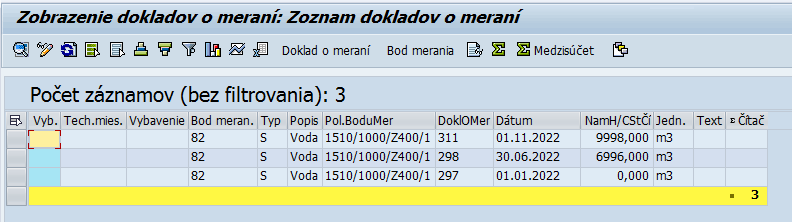 Zobrazenie dokladov o meraní: Zoznam dokladov o meraní
Doklad o meraní Bod merania Σ Σ Medzisúčet
Počet záznamov (bez filtrovania): 3
Vyb. Tech.mies. Vybavenie Bod meran. Typ Popis Pol.BoduMer DoklOMer Dátum NamH/CStČí Jedn. Text Σ Čítač
82 S Voda 1510/1000/Z400/1 311 01.11.2022 9998,000 m3
82 S Voda 1510/1000/Z400/1 298 30.06.2022 6996,000 m3
82 S Voda 1510/1000/Z400/1 297 01.01.2022 0,000 m3
▪ 3